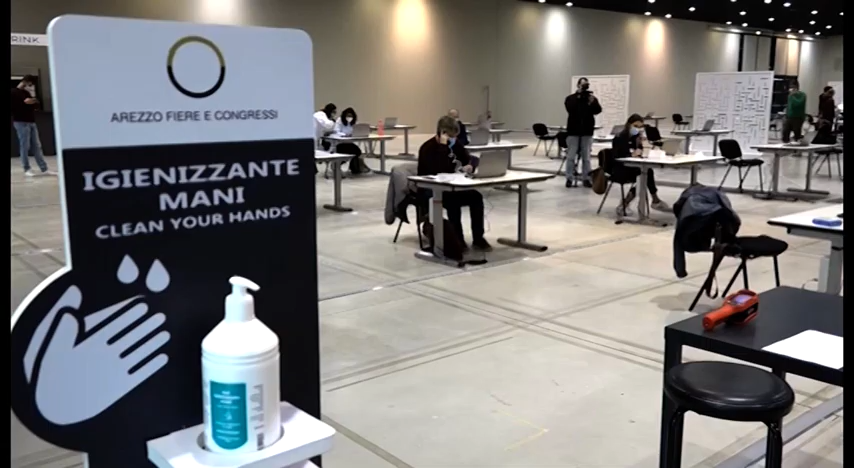 RINK
AREZZO FIERE E CONGRESSI
IGIENIZZANTE
MANI
CLEAN YOUR HANDS